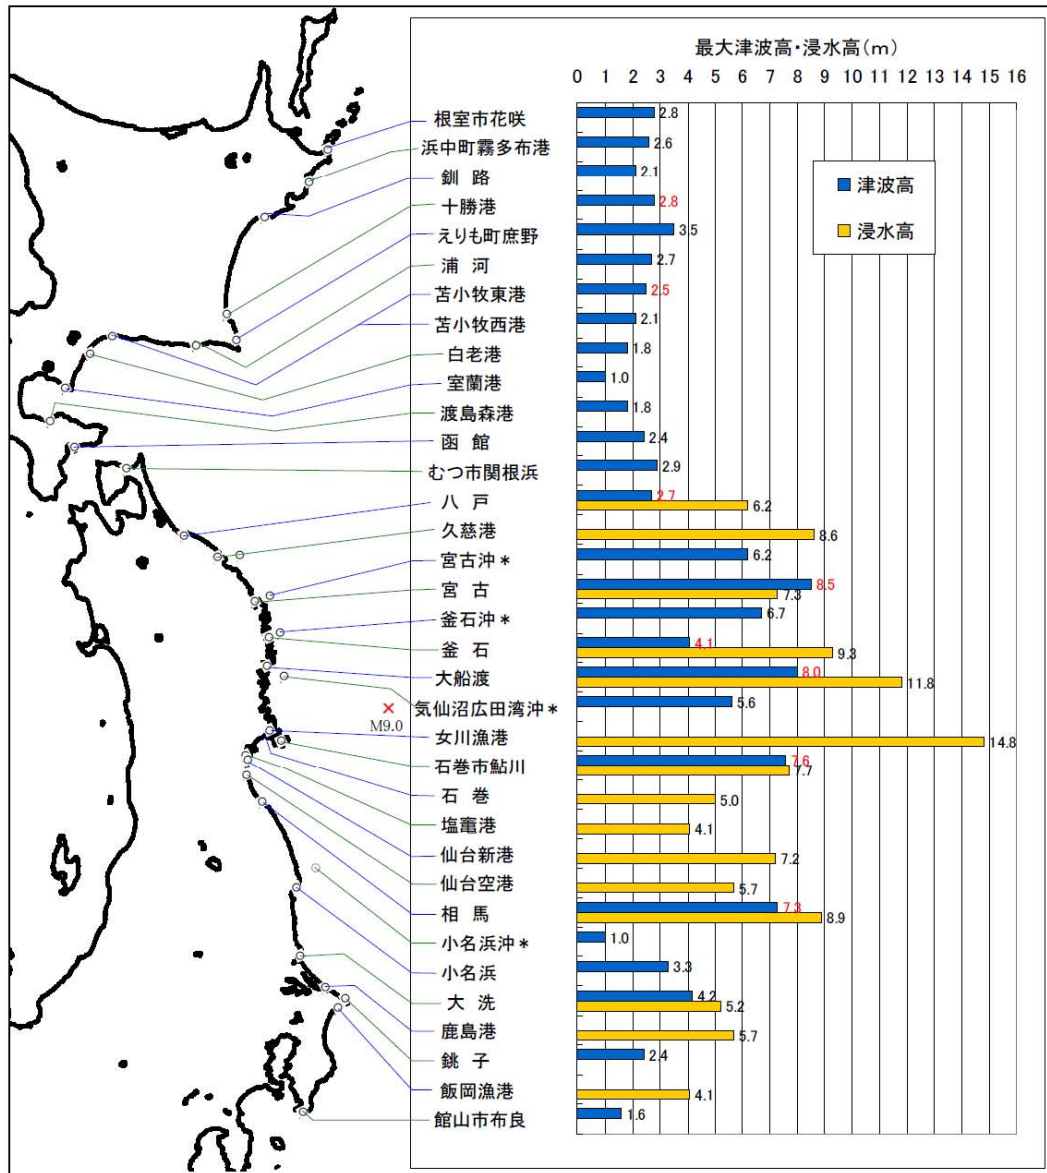 最大津波高・浸水高(m)
0 1 2 3 4 5 6 7 8 9 10 11 12 13 14 15 16
根室市花咲 2.8
浜中町霧多布港 2.6
釧 路 2.1
十勝港 2.8
えりも町庶野 3.5
浦 河 2.7
苫小牧東港 2.5
苫小牧西港 2.1
白老港 1.8
室蘭港 1.0
渡島森港 1.8
函 館 2.4
むつ市関根浜 2.9
八 戸 2.7 6.2
久慈港 8.6
宮古沖* 6.2
宮 古 8.5 7.3
釜石沖* 6.7
釜 石 4.1 9.3
大船渡 8.0 11.8
気仙沼広田湾沖* 5.6
女川漁港 14.8
石巻市鮎川 7.6 7.7
石 巻 5.0
塩竈港 4.1
仙台新港 7.2
仙台空港 5.7
相 馬 7.3 8.9
小名浜沖* 1.0
小名浜 3.3
大 洗 4.2 5.2
鹿島港 5.7
銚 子 2.4
飯岡漁港 4.1
館山市布良 1.6
津波高
浸水高
×
M9.0